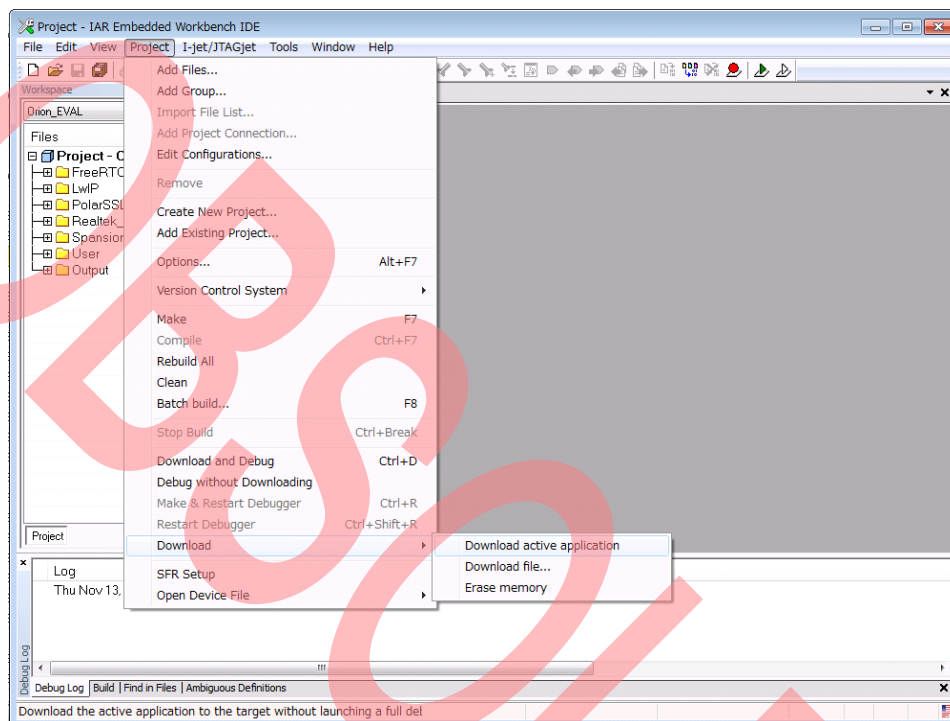 Project - IAR Embedded Workbench IDE
File Edit View Project I-jet/JTAGjet Tools Window Help
Workspace
Orion_EVAL
Files
Project - O
FreeRTO
LwIP
PolarSSL
Realtek_
Spansion
User
Output
Project
Add Files...
Add Group...
Import File List...
Add Project Connection...
Edit Configurations...
Remove
Create New Project...
Add Existing Project...
Options... Alt+F7
Version Control System
Make F7
Compile Ctrl+F7
Rebuild All
Clean
Batch build... F8
Stop Build Ctrl+Break
Download and Debug Ctrl+D
Debug without Downloading
Make & Restart Debugger Ctrl+R
Restart Debugger Ctrl+Shift+R
Download
SFR Setup
Open Device File
Download active application
Download file...
Erase memory
Log
Thu Nov 13,
Debug Log
Debug Log Build Find in Files Ambiguous Definitions
Download the active application to the target without launching a full del
OBSOL